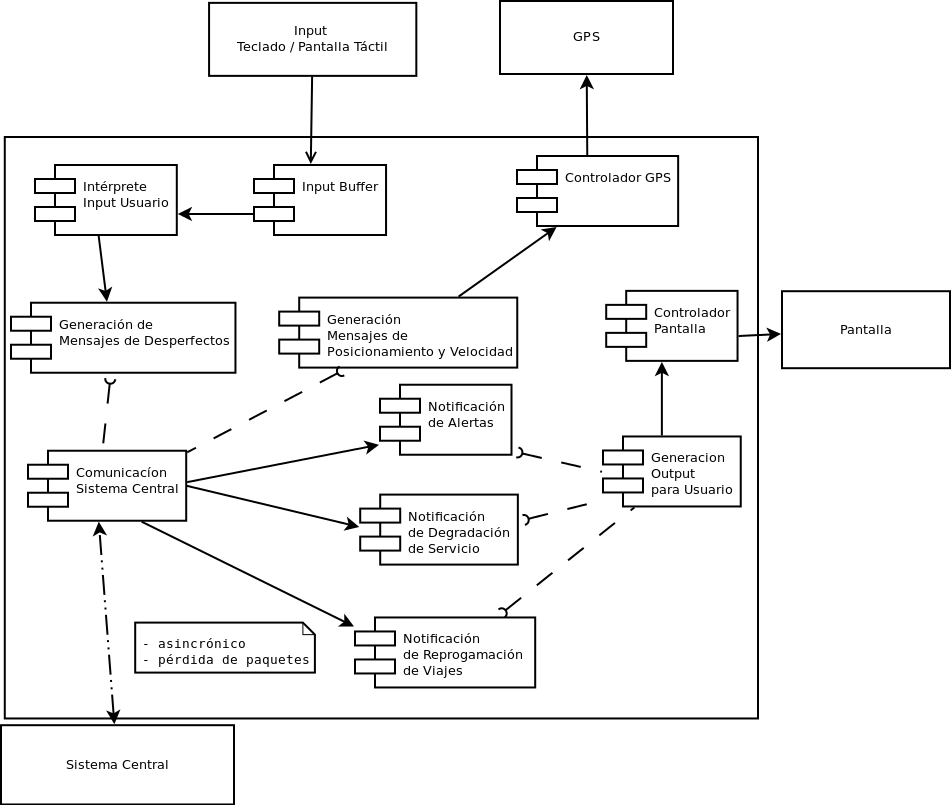 Input
Teclado / Pantalla Táctil
GPS
Intérprete
Input Usuario
Input Buffer
Controlador GPS
Generación de
Mensajes de Desperfectos
Generación
Mensajes de
Posicionamiento y Velocidad
Controlador
Pantalla
Pantalla
Notificación
de Alertas
Comunicacíon
Sistema Central
Generacion
Output
para Usuario
Notificación
de Degradación
de Servicio
- asincrónico
- pérdida de paquetes
Notificación
de Reprogamación
de Viajes
Sistema Central